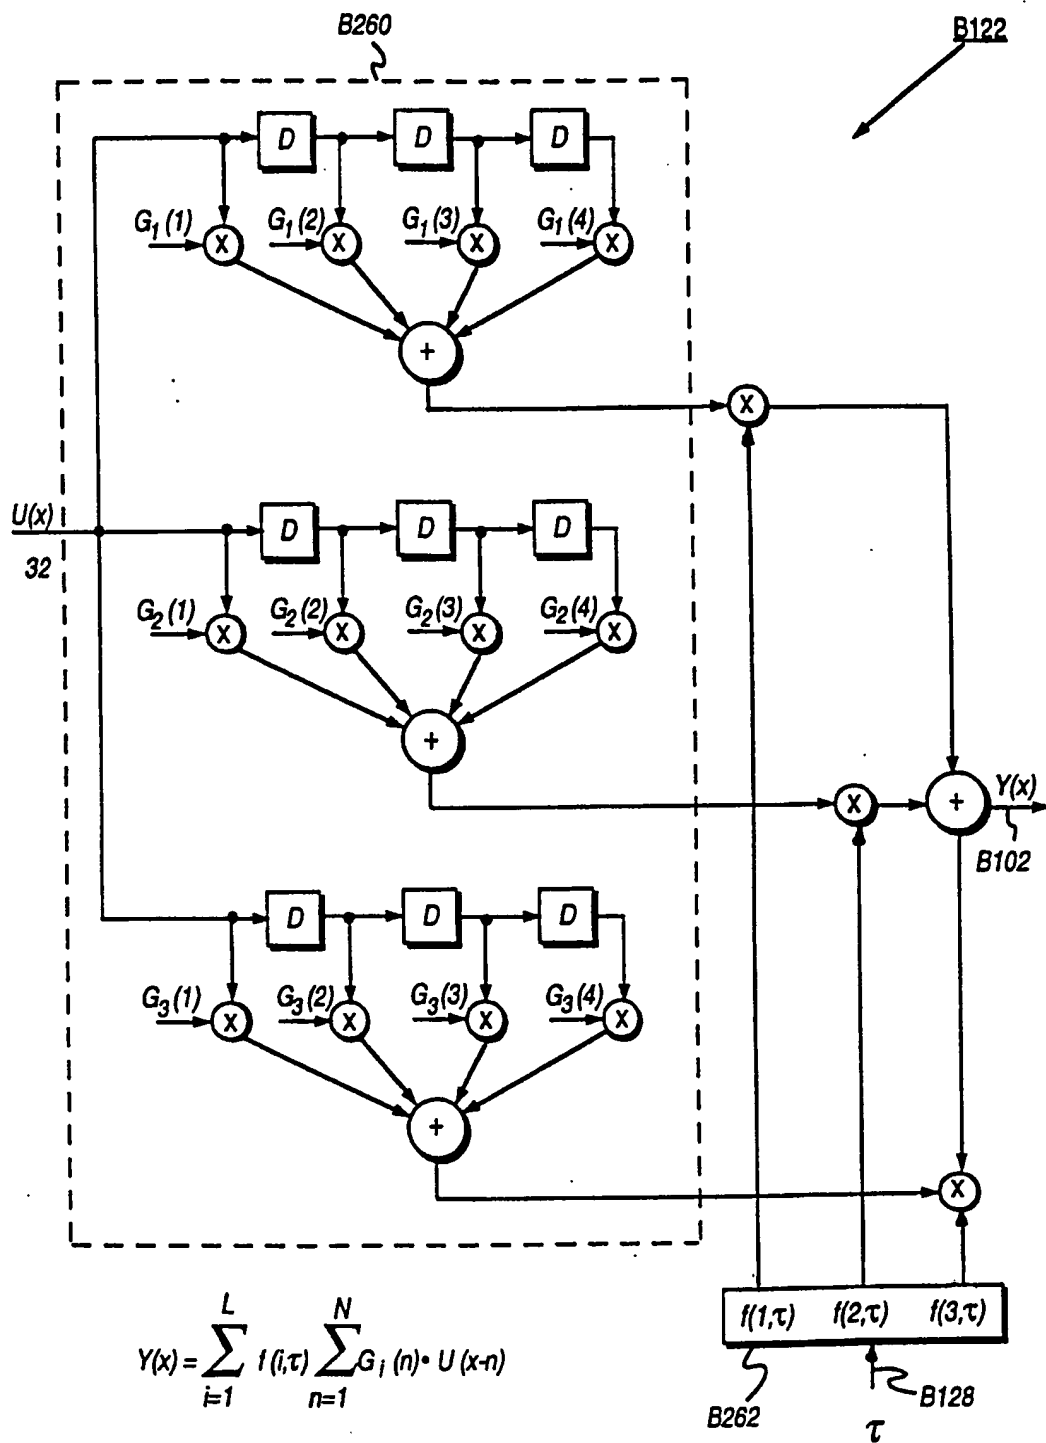 B260
B122
D D D
G1(1) G1(2) G1(3) G1(4)
X X X X
+
X
U(x)
32
D D D
G2(1) G2(2) G2(3) G2(4)
X X X X
+
X + Y(x)
B102
D D D
G3(1) G3(2) G3(3) G3(4)
X X X X
+
X
f(1,τ) f(2,τ) f(3,τ)
Y(x) = L∑i=1 f(i,τ) N∑n=1 Gi(n)• U(x-n)
B262
B128
τ